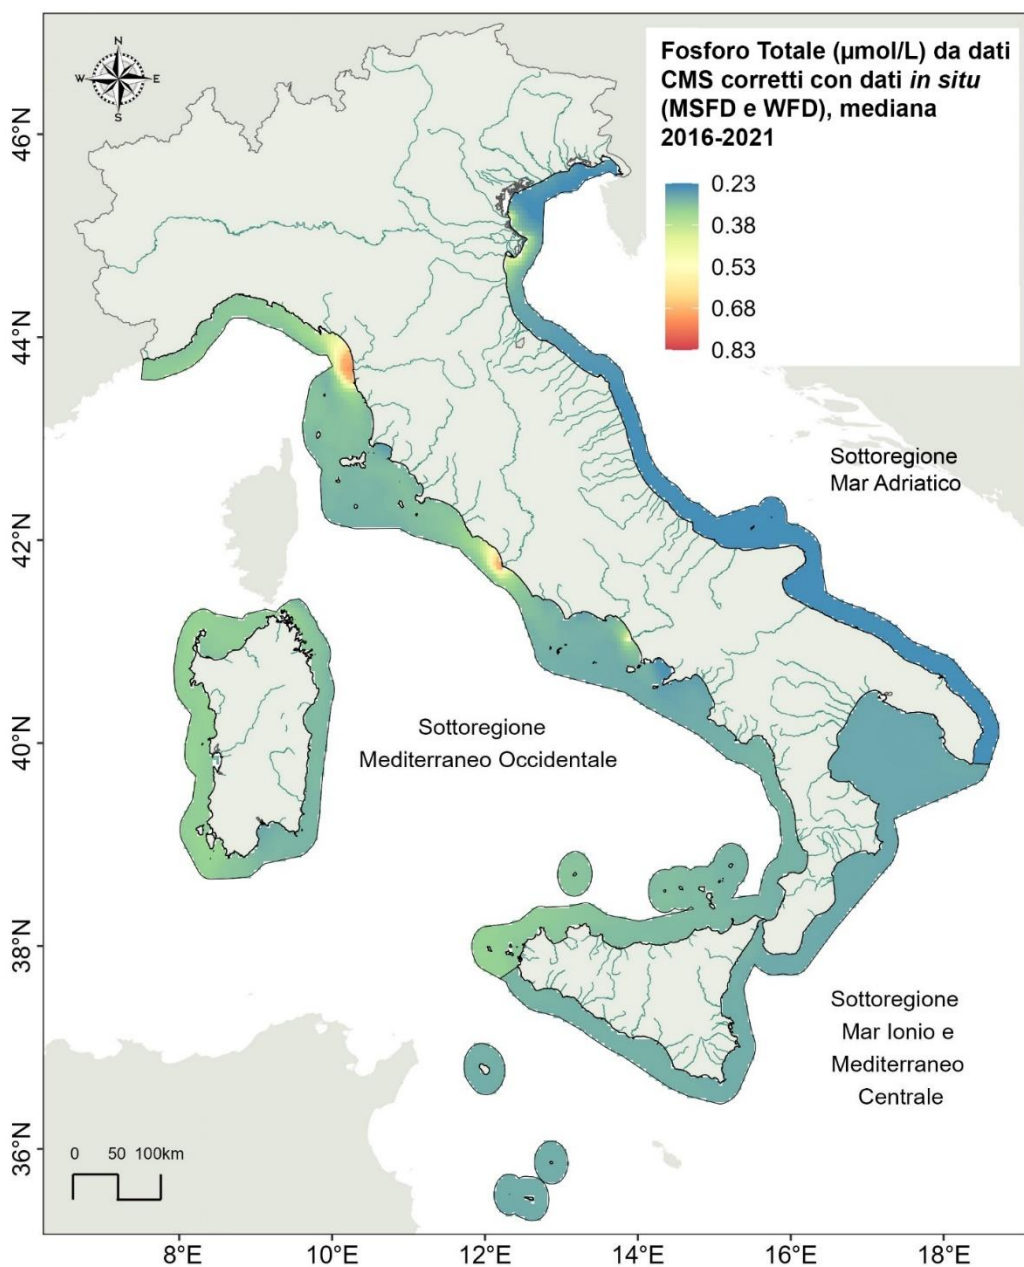 N
W
E
S
Fosforo Totale (µmol/L) da dati
CMS corretti con dati in situ
(MSFD e WFD), mediana
2016-2021
0.23
0.38
0.53
0.68
0.83
46°N
44°N
42°N
40°N
38°N
36°N
Sottoregione
Mar Adriatico
Sottoregione
Mediterraneo Occidentale
Sottoregione
Mar Ionio e
Mediterraneo
Centrale
0 50 100km
8°E 10°E 12°E 14°E 16°E 18°E